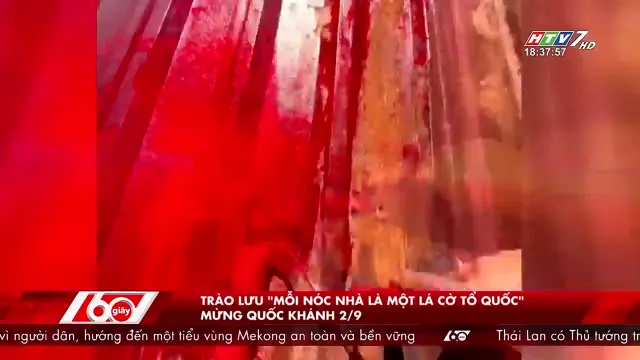 HTV7 HD
18:37:57
TRÀO LƯU "MỖI NÓC NHÀ LÀ MỘT LÁ CỜ TỔ QUỐC"
MỪNG QUỐC KHÁNH 2/9
60 giây
vì người dân, hướng đến một tiểu vùng Mekong an toàn và bền vững 60 Thái Lan có Thủ tướng tr